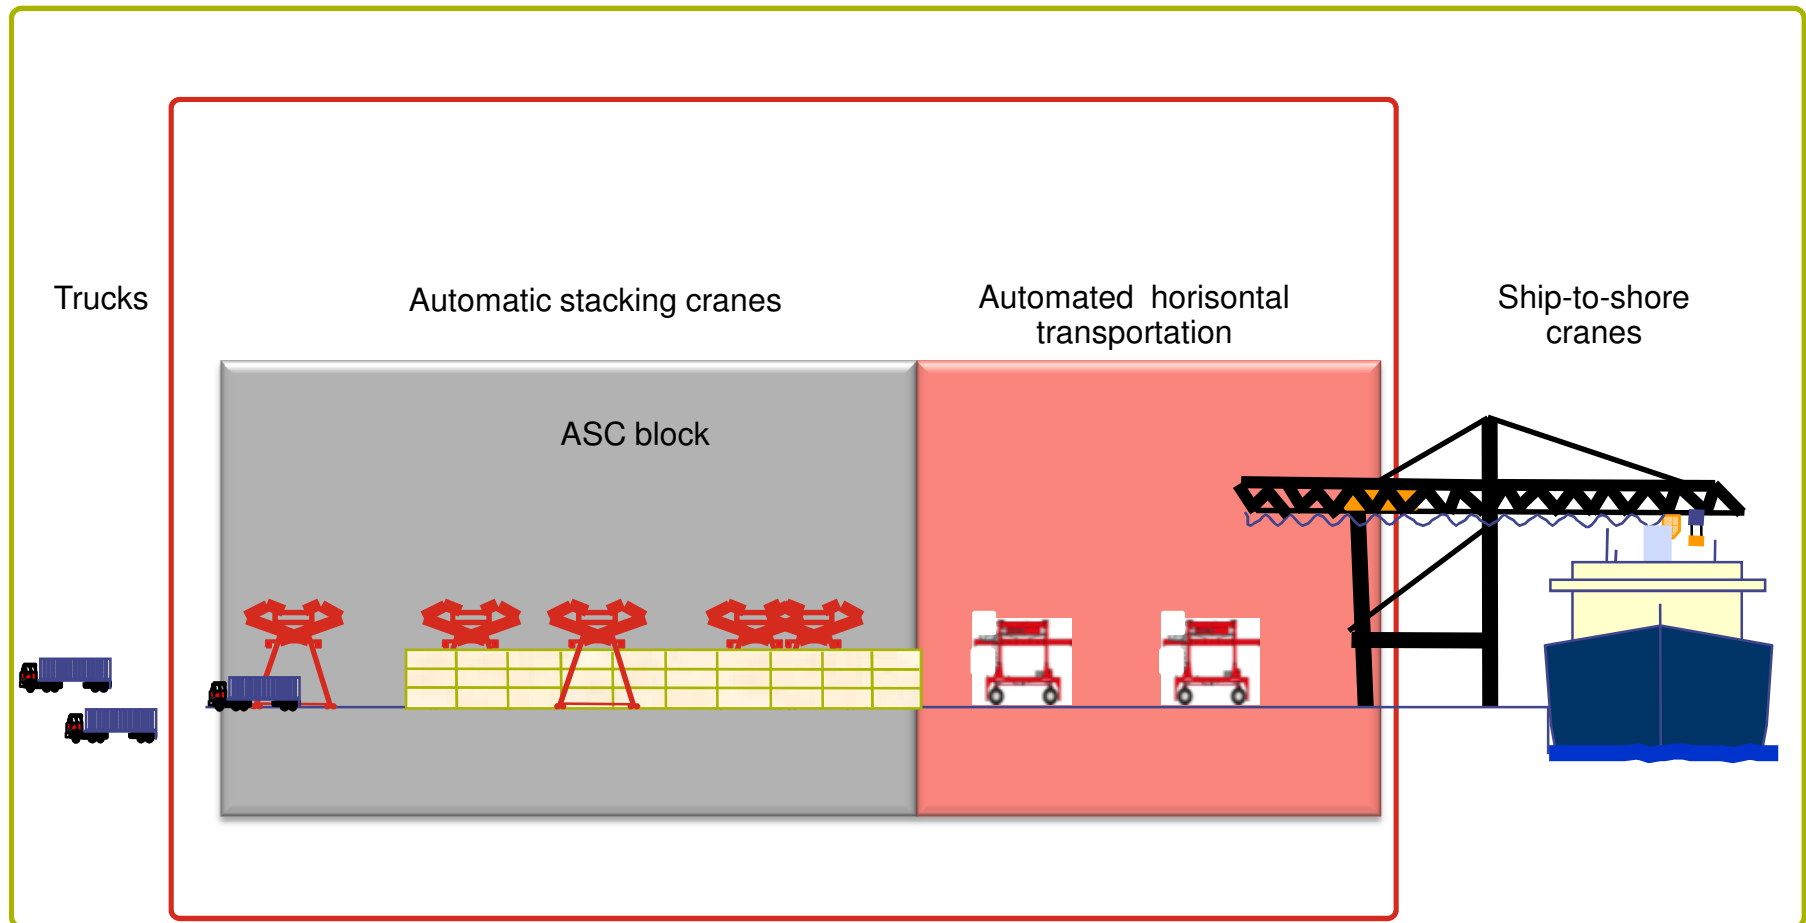 Trucks
Automatic stacking cranes
Automated horisontal
transportation
Ship-to-shore
cranes
ASC block